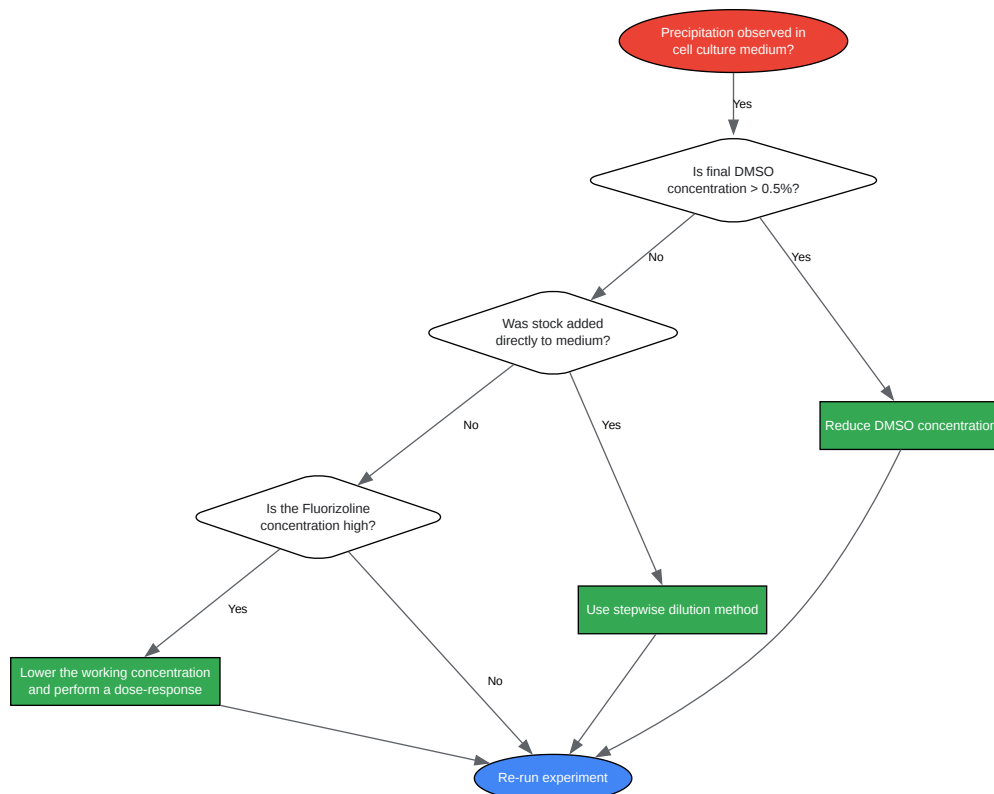 Precipitation observed in
cell culture medium?
Yes
Is final DMSO
concentration > 0.5%?
No
Yes
Was stock added
directly to medium?
No
Yes
Reduce DMSO concentration
Is the Fluorizoline
concentration high?
Yes
No
Use stepwise dilution method
Lower the working concentration
and perform a dose-response
Re-run experiment